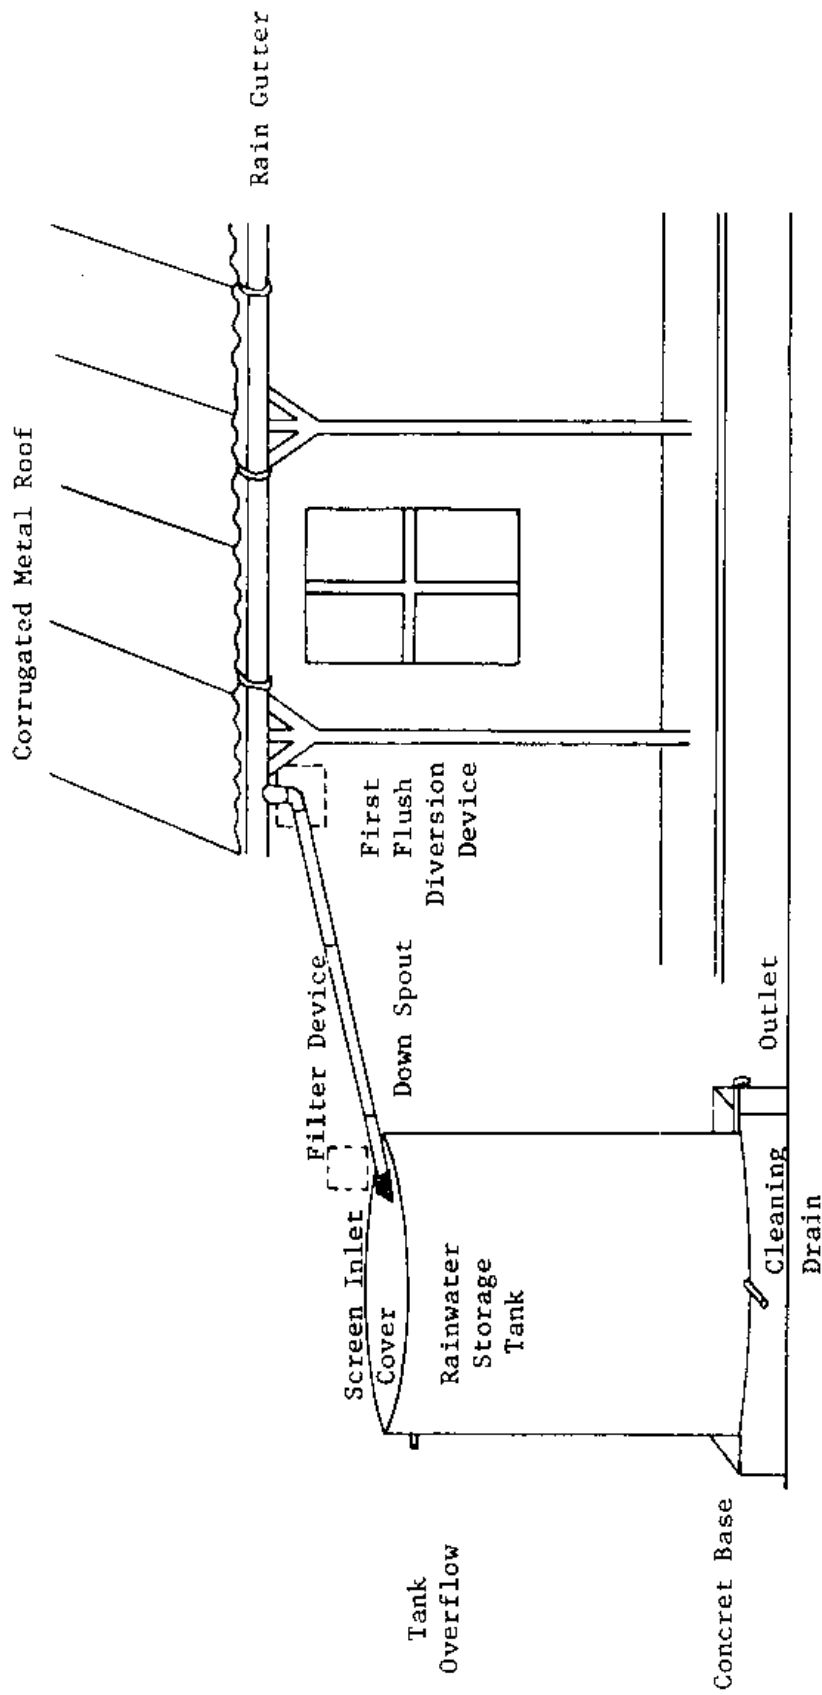 Corrugated Metal Roof
Rain Gutter
First
Flush
Diversion
Device
Filter Device
Down Spout
Screen Inlet
Cover
Rainwater
Storage
Tank
Tank
Overflow
Outlet
Cleaning
Drain
Concret Base